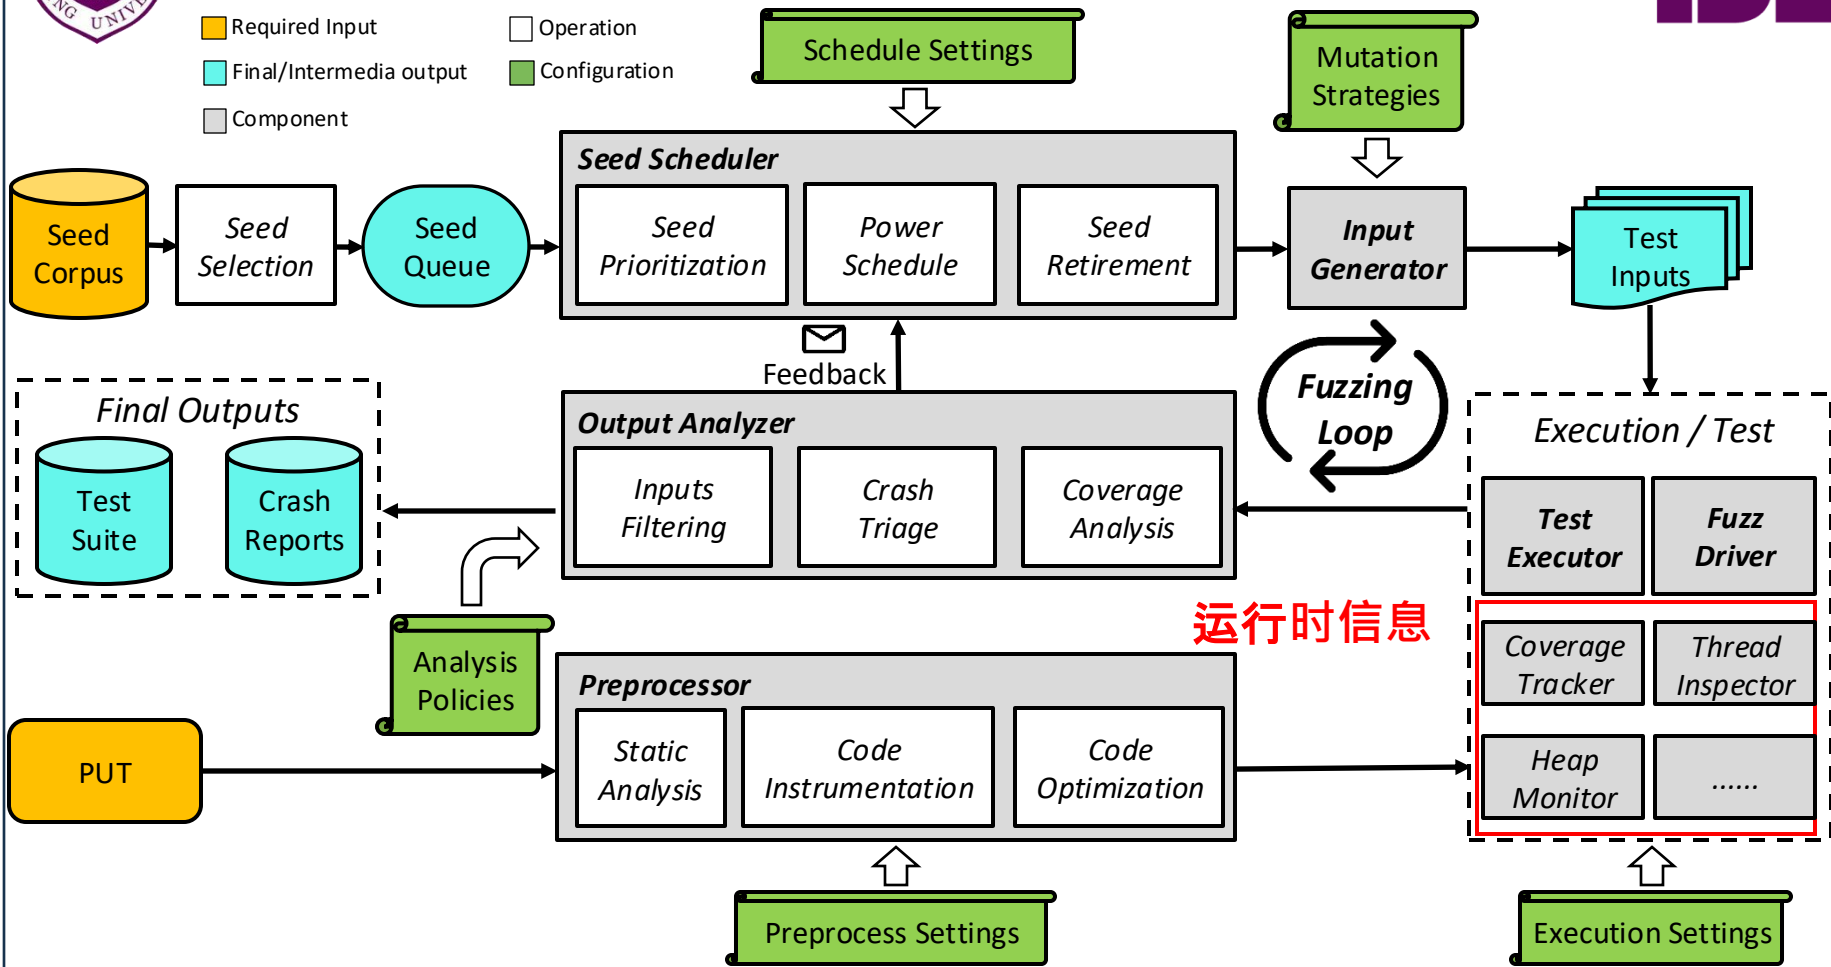 NG UNIVE
Required Input
Operation
Final/Intermedia output
Configuration
Component
Schedule Settings
Mutation
Strategies
Seed
Corpus
Seed
Selection
Seed
Queue
Seed Scheduler
Seed
Prioritization
Power
Schedule
Seed
Retirement
Input
Generator
Test
Inputs
Feedback
Fuzzing
Loop
Final Outputs
Test
Suite
Crash
Reports
Output Analyzer
Inputs
Filtering
Crash
Triage
Coverage
Analysis
Execution / Test
Test
Executor
Fuzz
Driver
运行时信息
Coverage
Tracker
Thread
Inspector
Heap
Monitor
......
Analysis
Policies
PUT
Preprocessor
Static
Analysis
Code
Instrumentation
Code
Optimization
Preprocess Settings
Execution Settings